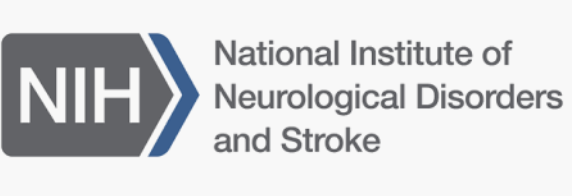 NIH
National Institute of
Neurological Disorders
and Stroke